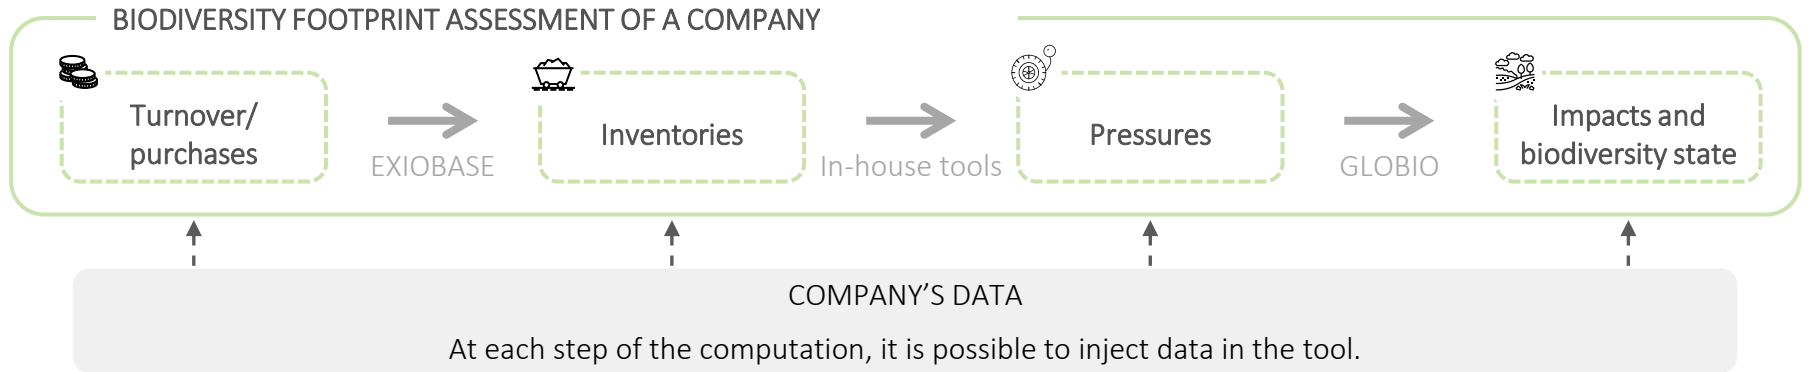 BIODIVERSITY FOOTPRINT ASSESSMENT OF A COMPANY
Turnover/
purchases
EXIOBASE
Inventories
In-house tools
Pressures
GLOBIO
Impacts and
biodiversity state
COMPANY’S DATA
At each step of the computation, it is possible to inject data in the tool.